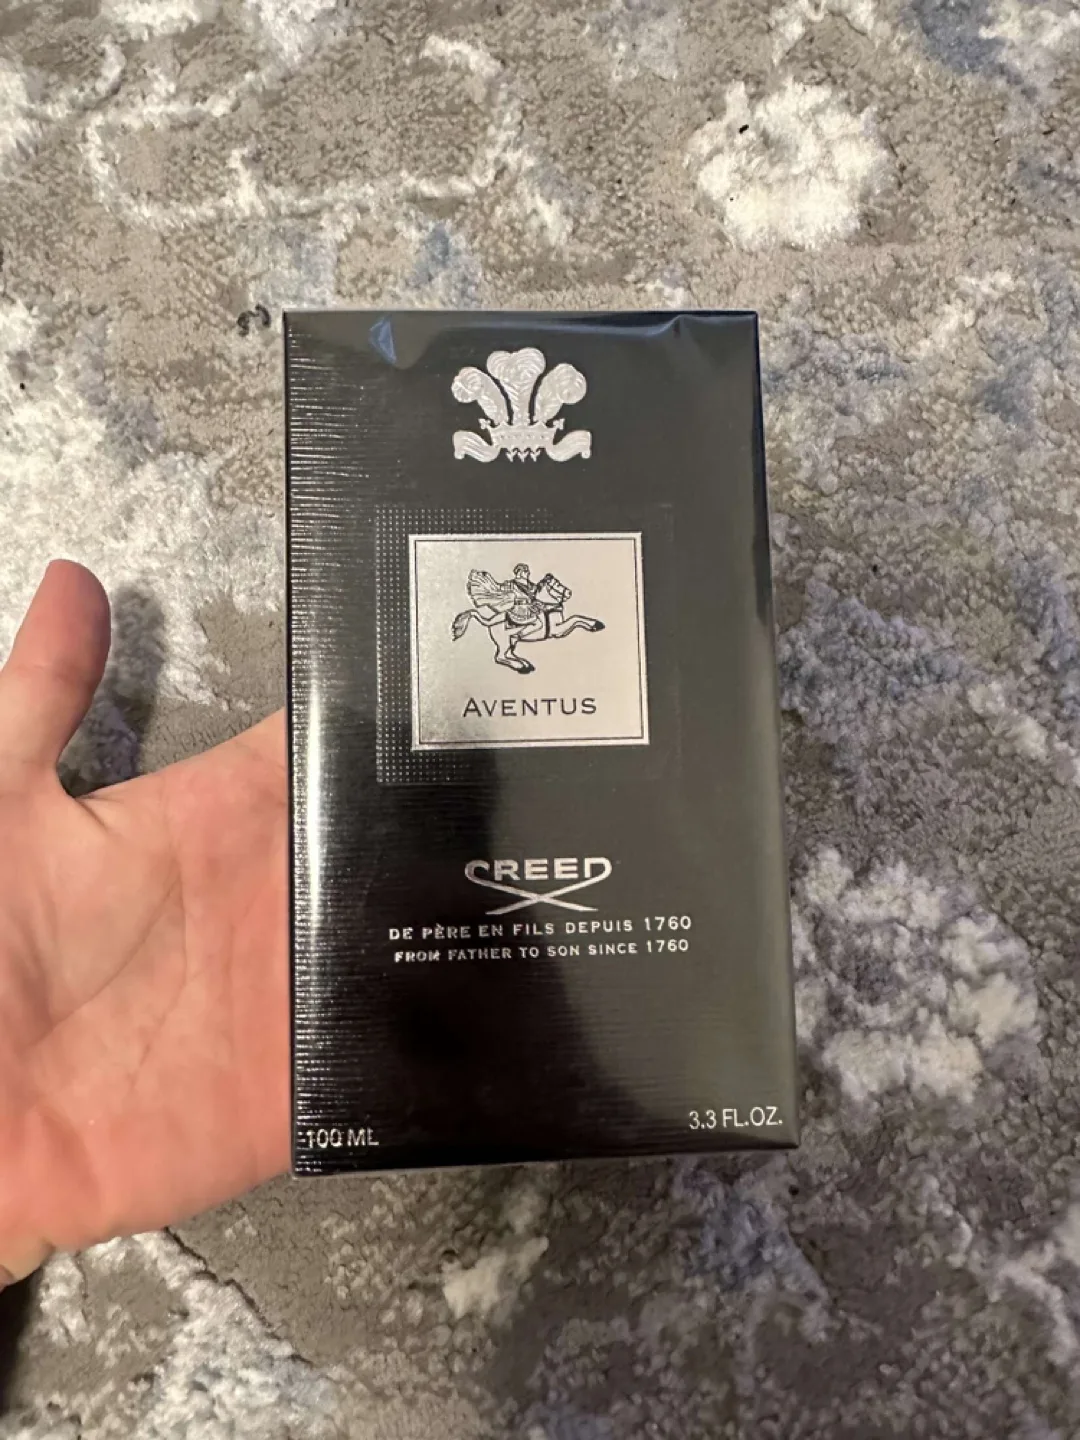 AVENTUS
CREED
DE PÈRE EN FILS DEPUIS 1760
FROM FATHER TO SON SINCE 1760
100 ML
3.3 FL.OZ.